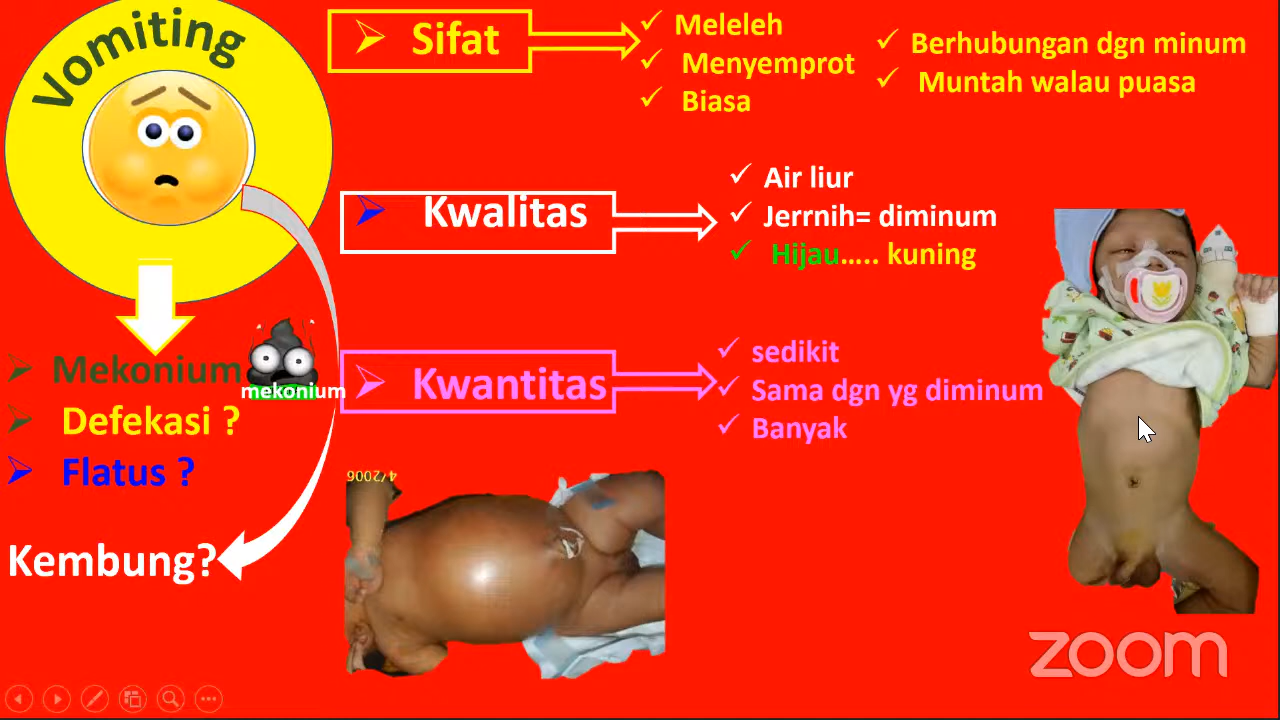 Vomiting
➢ Sifat
✓ Meleleh
✓ Menyemprot
✓ Biasa
✓ Berhubungan dgn minum
✓ Muntah walau puasa
➢ Kwalitas
✓ Air liur
✓ Jerrnih= diminum
✓ Hijau….. kuning
➢ Mekonium
mekonium
➢ Defekasi ?
➢ Flatus ?
Kembung?
➢ Kwantitas
✓ sedikit
✓ Sama dgn yg diminum
✓ Banyak
4/2006
zoom